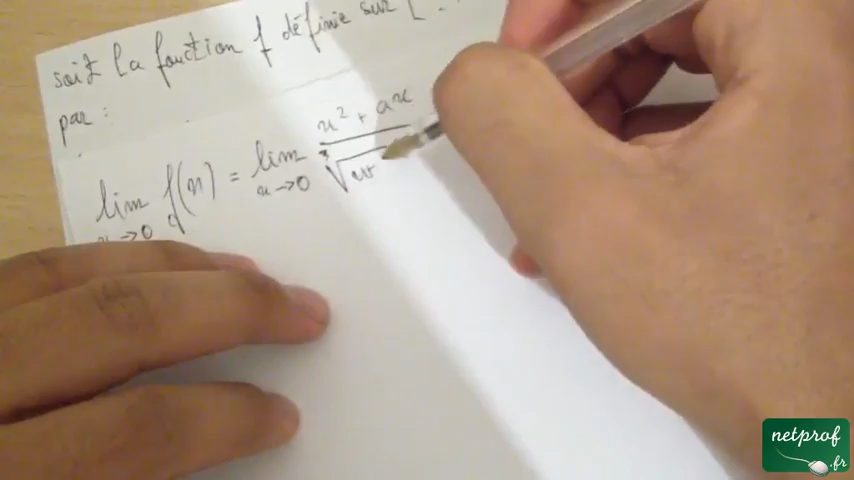 soit la fonction f définie sur [
par :
lim f(x) = lim x² + ax
x→0 x→0 ∛
netprof
.fr